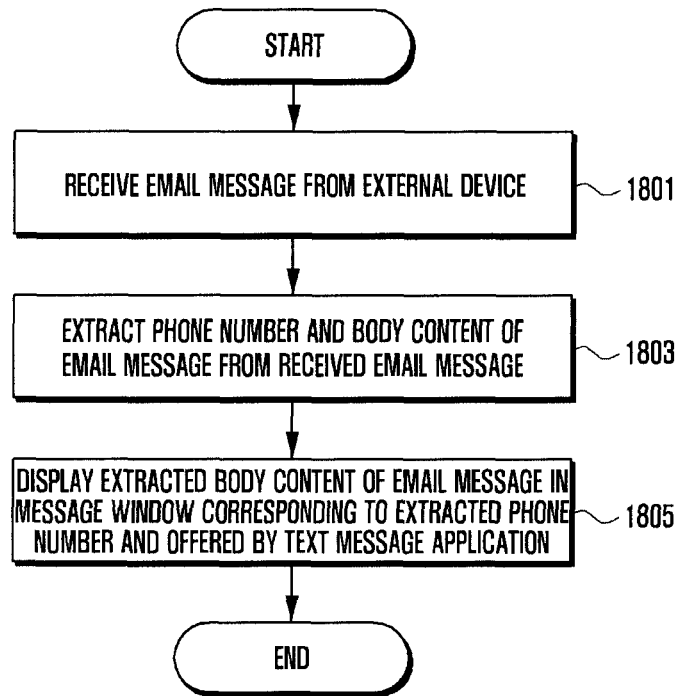 START
RECEIVE EMAIL MESSAGE FROM EXTERNAL DEVICE
1801
EXTRACT PHONE NUMBER AND BODY CONTENT OF
EMAIL MESSAGE FROM RECEIVED EMAIL MESSAGE
1803
DISPLAY EXTRACTED BODY CONTENT OF EMAIL MESSAGE IN
MESSAGE WINDOW CORRESPONDING TO EXTRACTED PHONE
NUMBER AND OFFERED BY TEXT MESSAGE APPLICATION
1805
END